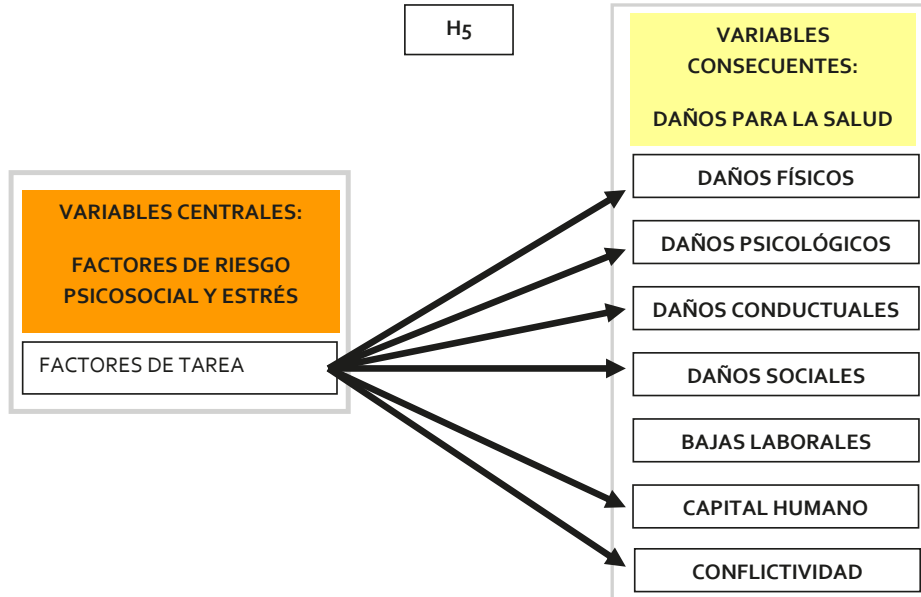 H5
VARIABLES
CONSECUENTES:
DAÑOS PARA LA SALUD
VARIABLES CENTRALES:
FACTORES DE RIESGO
PSICOSOCIAL Y ESTRÉS
FACTORES DE TAREA
DAÑOS FÍSICOS
DAÑOS PSICOLÓGICOS
DAÑOS CONDUCTUALES
DAÑOS SOCIALES
BAJAS LABORALES
CAPITAL HUMANO
CONFLICTIVIDAD